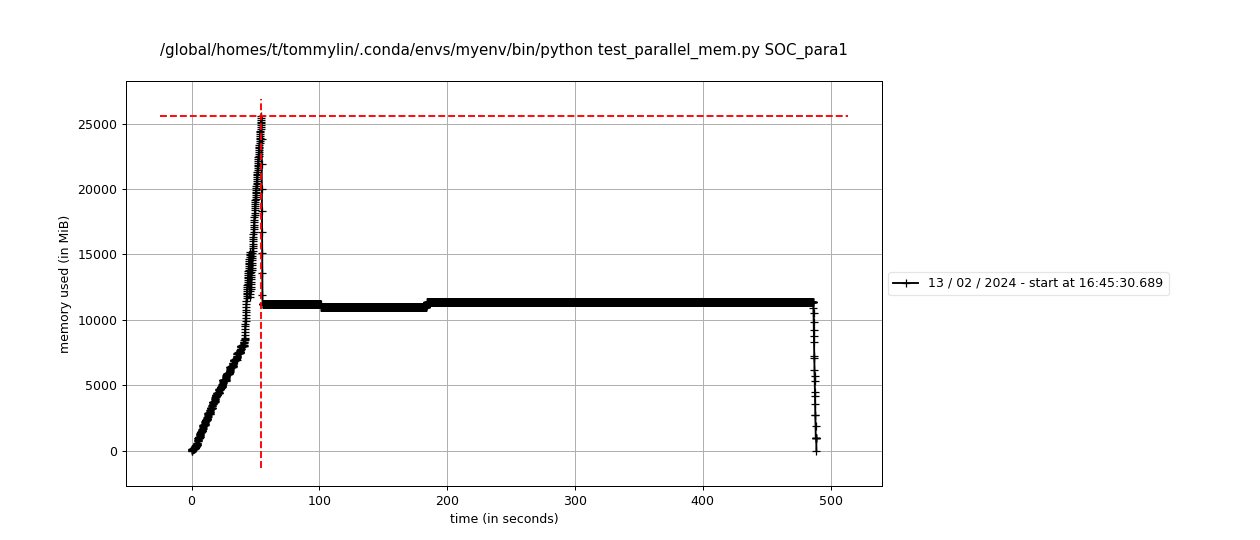 /global/homes/t/tommylin/.conda/envs/myenv/bin/python test_parallel_mem.py SOC_para1
25000
20000
15000
10000
5000
0
memory used (in MiB)
0 100 200 300 400 500
time (in seconds)
13 / 02 / 2024 - start at 16:45:30.689